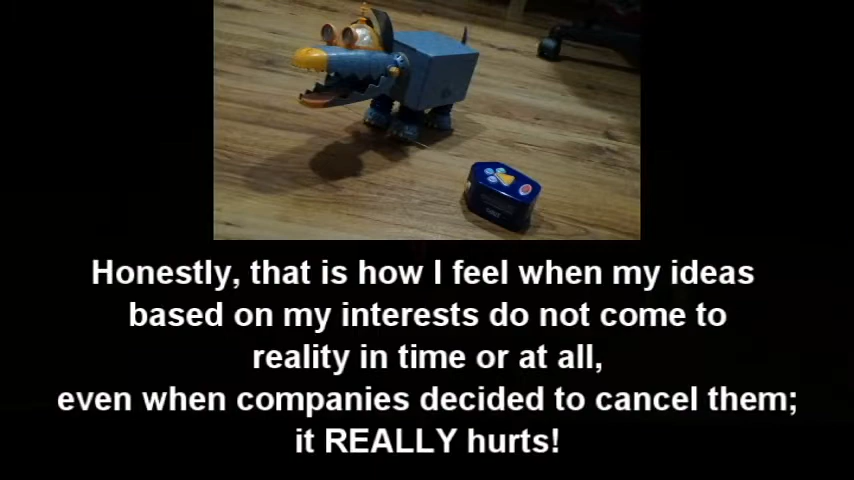 Honestly, that is how I feel when my ideas
based on my interests do not come to
reality in time or at all,
even when companies decided to cancel them;
it REALLY hurts!